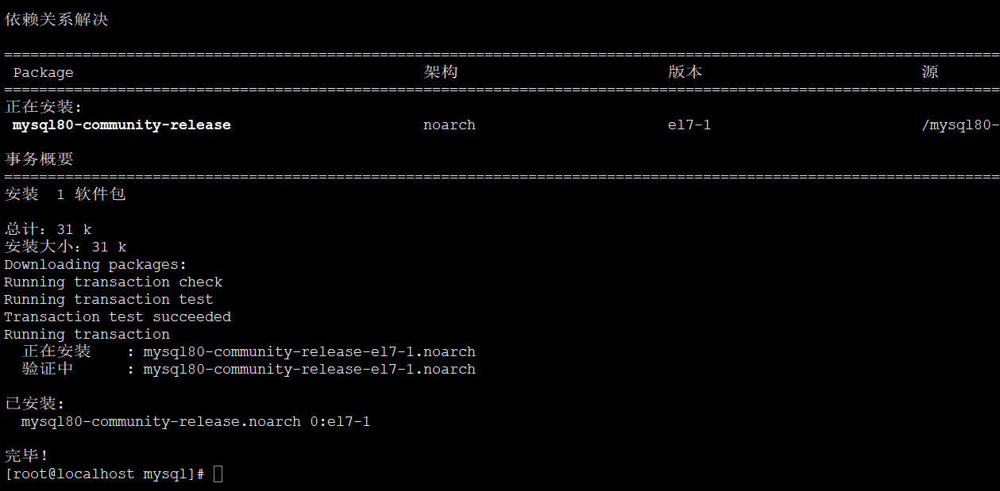 依赖关系解决
================================================================================================================
Package 架构 版本 源
================================================================================================================
正在安装:
mysql80-community-release noarch el7-1 /mysql80-
事务概要
================================================================================================================
安装 1 软件包
总计：31 k
安装大小：31 k
Downloading packages:
Running transaction check
Running transaction test
Transaction test succeeded
Running transaction
正在安装 : mysql80-community-release-el7-1.noarch
验证中 : mysql80-community-release-el7-1.noarch
已安装:
mysql80-community-release.noarch 0:el7-1
完毕！
[root@localhost mysql]#